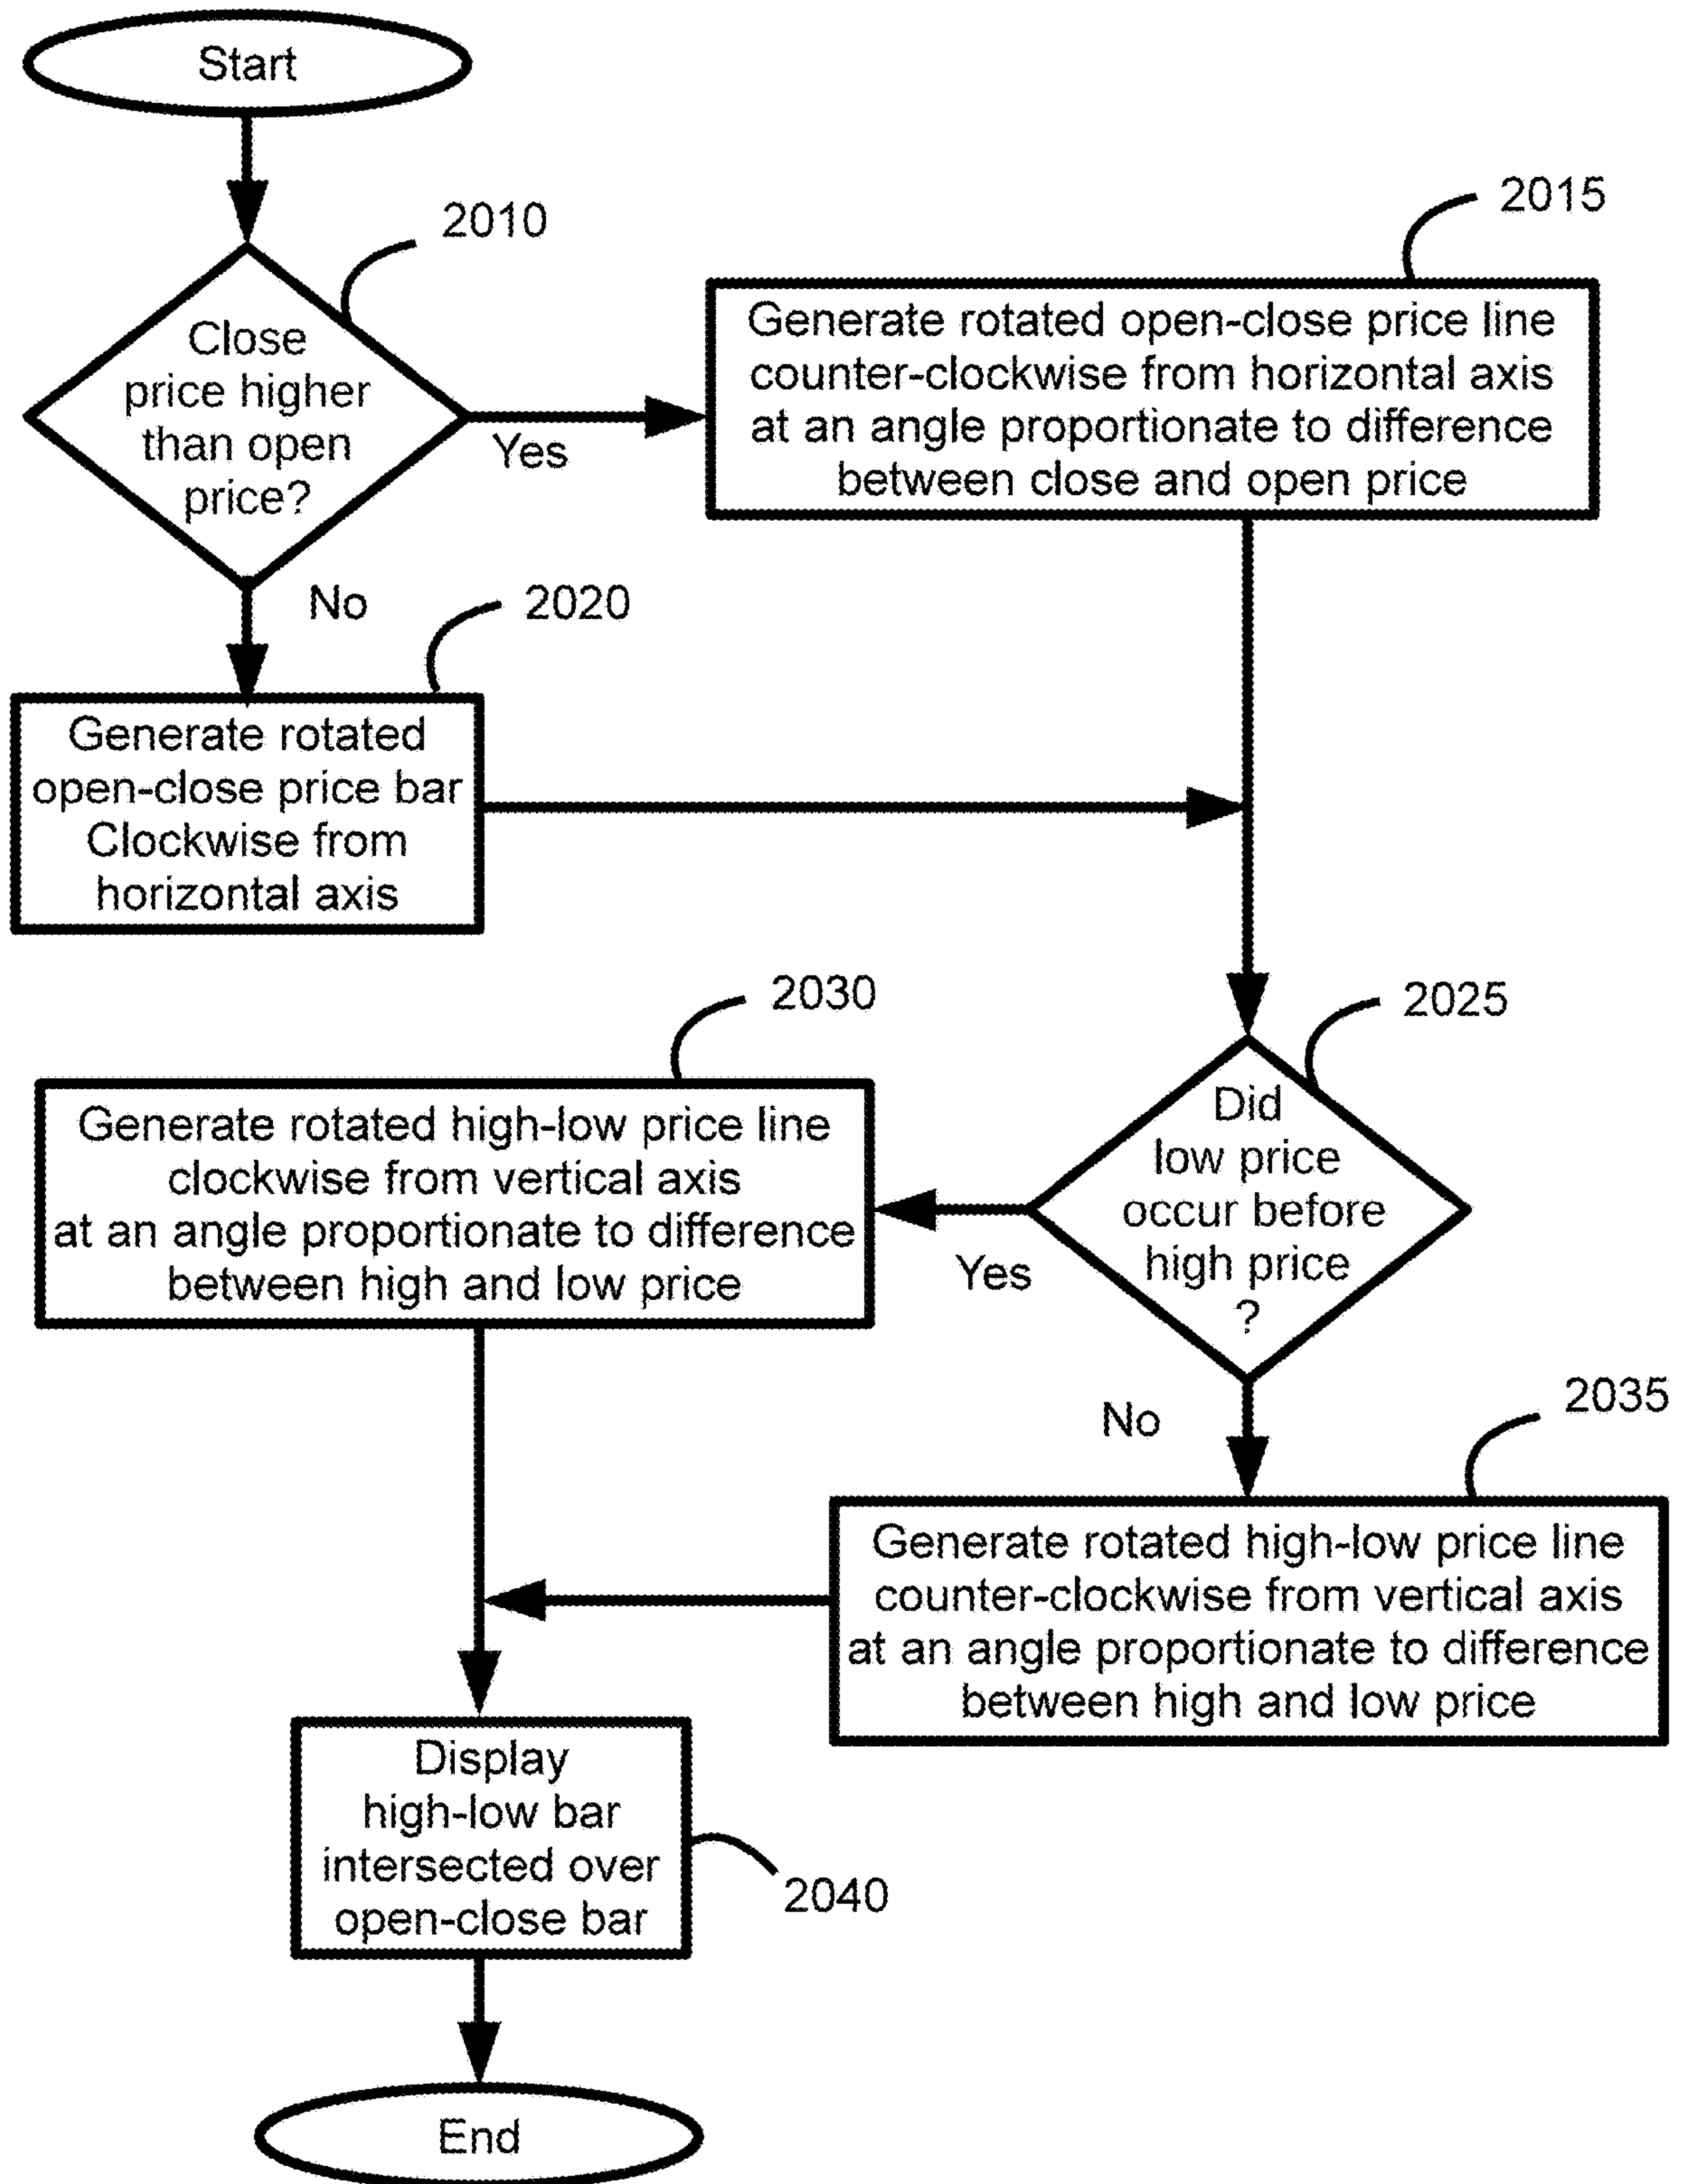 Start
2010
Close
price higher
than open
price?
Yes
2015
Generate rotated open-close price line
counter-clockwise from horizontal axis
at an angle proportionate to difference
between close and open price
No
2020
Generate rotated
open-close price bar
Clockwise from
horizontal axis
2025
Did
low price
occur before
high price
?
Yes
2030
Generate rotated high-low price line
clockwise from vertical axis
at an angle proportionate to difference
between high and low price
No
2035
Generate rotated high-low price line
counter-clockwise from vertical axis
at an angle proportionate to difference
between high and low price
Display
high-low bar
intersected over
open-close bar
2040
End